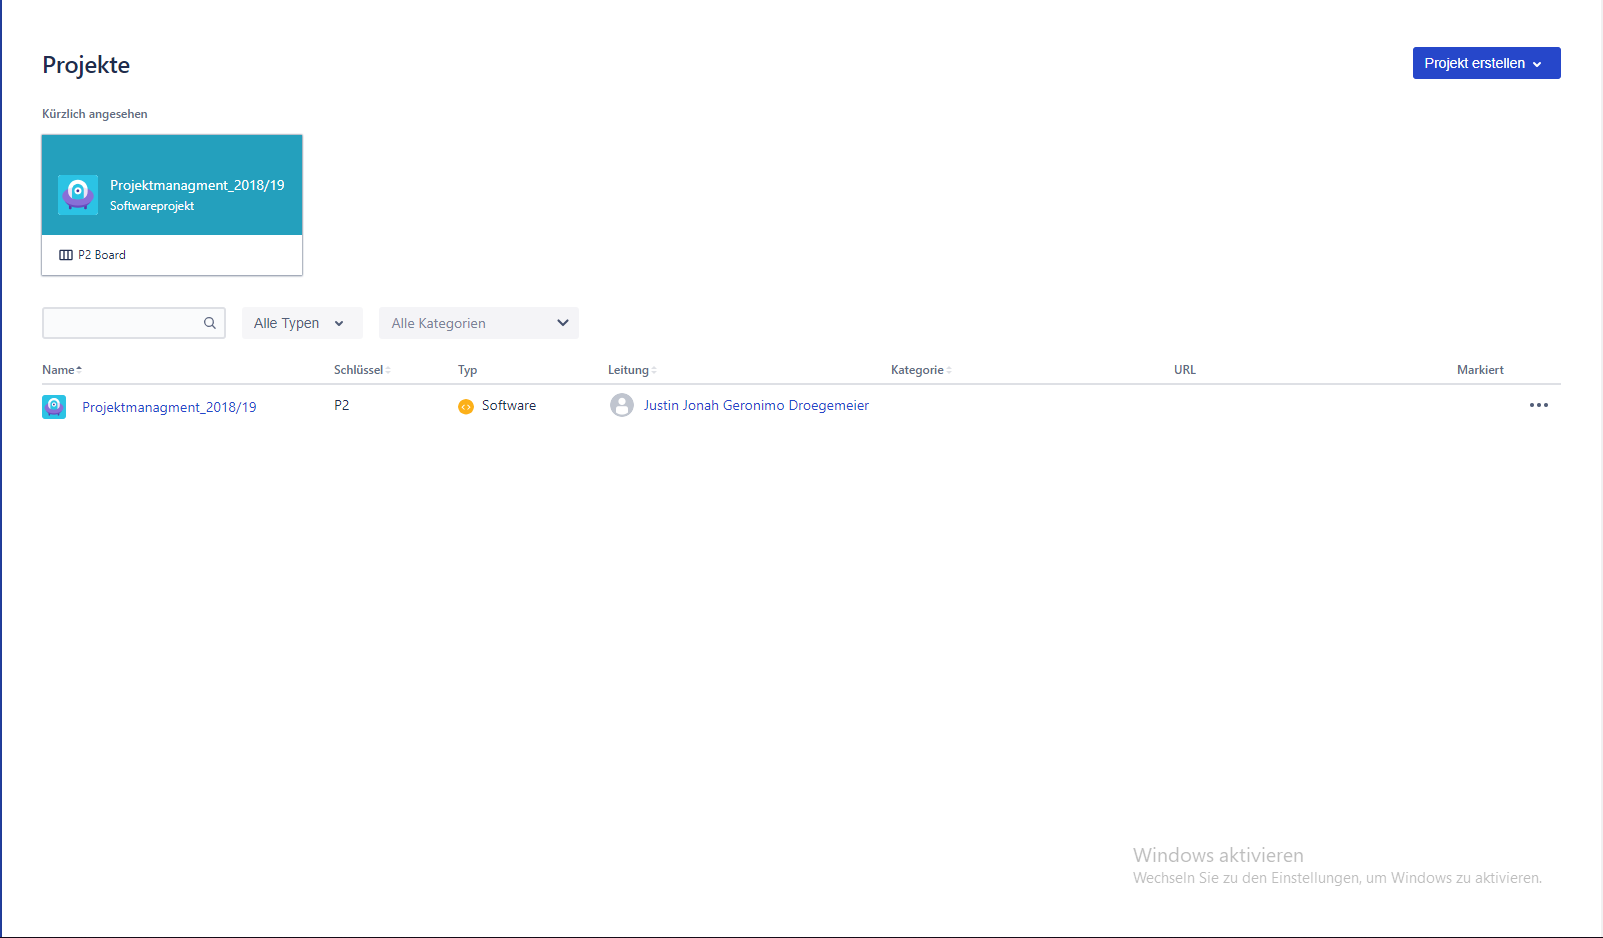 Projekte
Projekt erstellen
Kürzlich angesehen
Projektmanagment_2018/19
Softwareprojekt
P2 Board
Alle Typen
Alle Kategorien
Name Schlüssel Typ Leitung Kategorie URL Markiert
Projektmanagment_2018/19 P2 Software Justin Jonah Geronimo Droegemeier
Windows aktivieren
Wechseln Sie zu den Einstellungen, um Windows zu aktivieren.